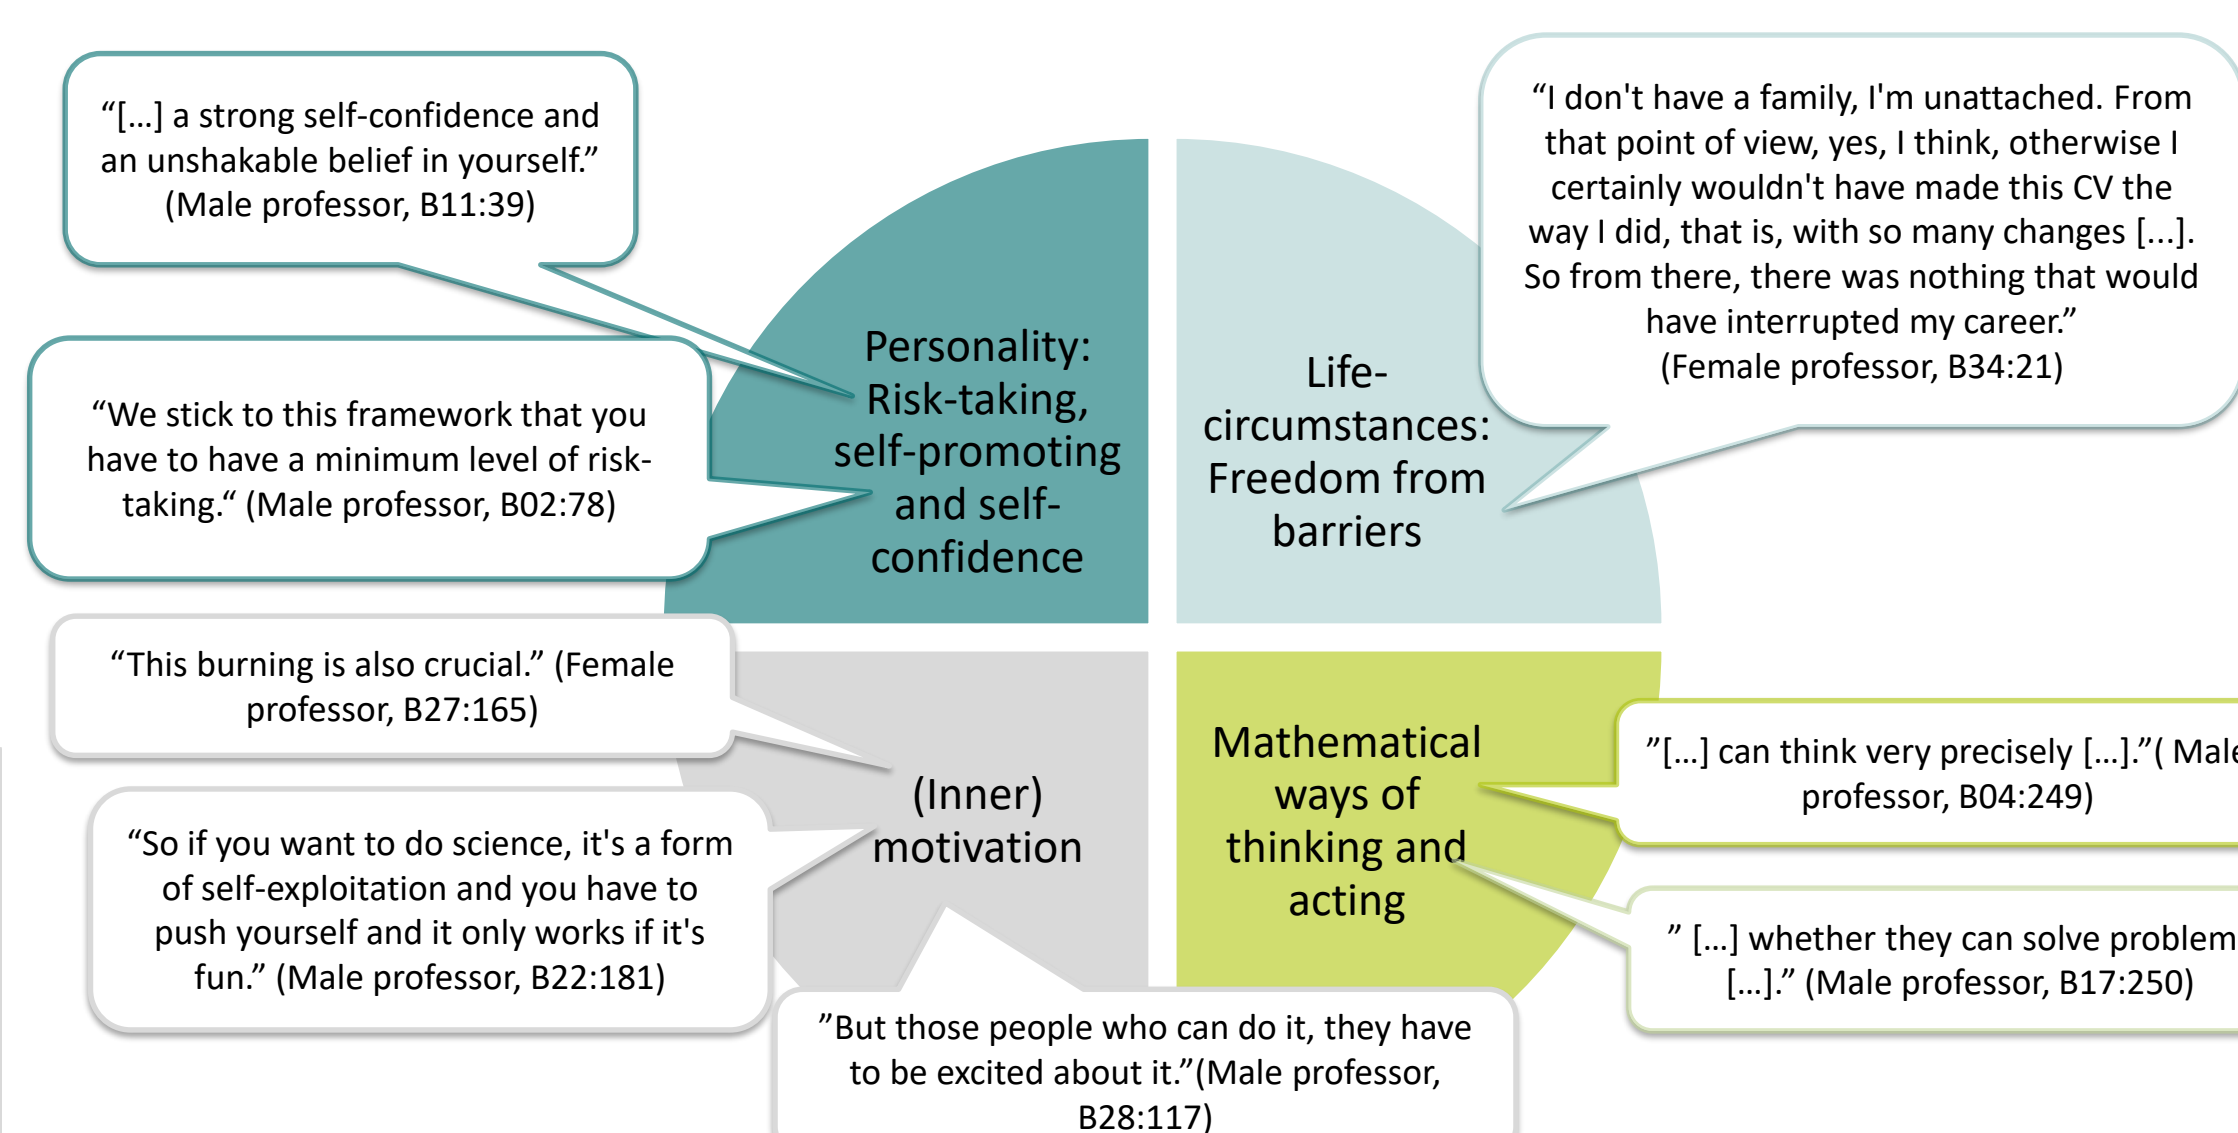 “[…] a strong self-confidence and
an unshakable belief in yourself.”
(Male professor, B11:39)
“We stick to this framework that you
have to have a minimum level of risk-
taking.“ (Male professor, B02:78)
Personality:
Risk-taking,
self-promoting
and self-
confidence
Life-
circumstances:
Freedom from
barriers
“I don't have a family, I'm unattached. From
that point of view, yes, I think, otherwise I
certainly wouldn't have made this CV the
way I did, that is, with so many changes [...].
So from there, there was nothing that would
have interrupted my career.”
(Female professor, B34:21)
“This burning is also crucial.” (Female
professor, B27:165)
“So if you want to do science, it's a form
of self-exploitation and you have to
push yourself and it only works if it's
fun.” (Male professor, B22:181)
(Inner)
motivation
”But those people who can do it, they have
to be excited about it.”(Male professor,
B28:117)
Mathematical
ways of
thinking and
acting
”[…] can think very precisely […].”( Male
professor, B04:249)
” […] whether they can solve problem
[…].” (Male professor, B17:250)